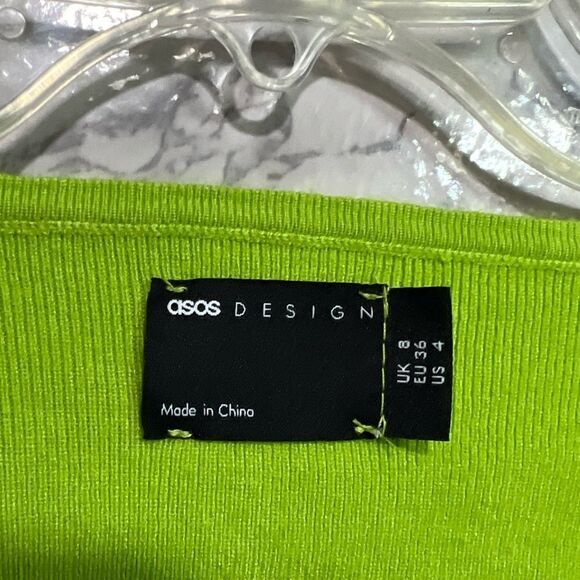 asos DESIGN
Made in China
UK 8
EU 36
US 4